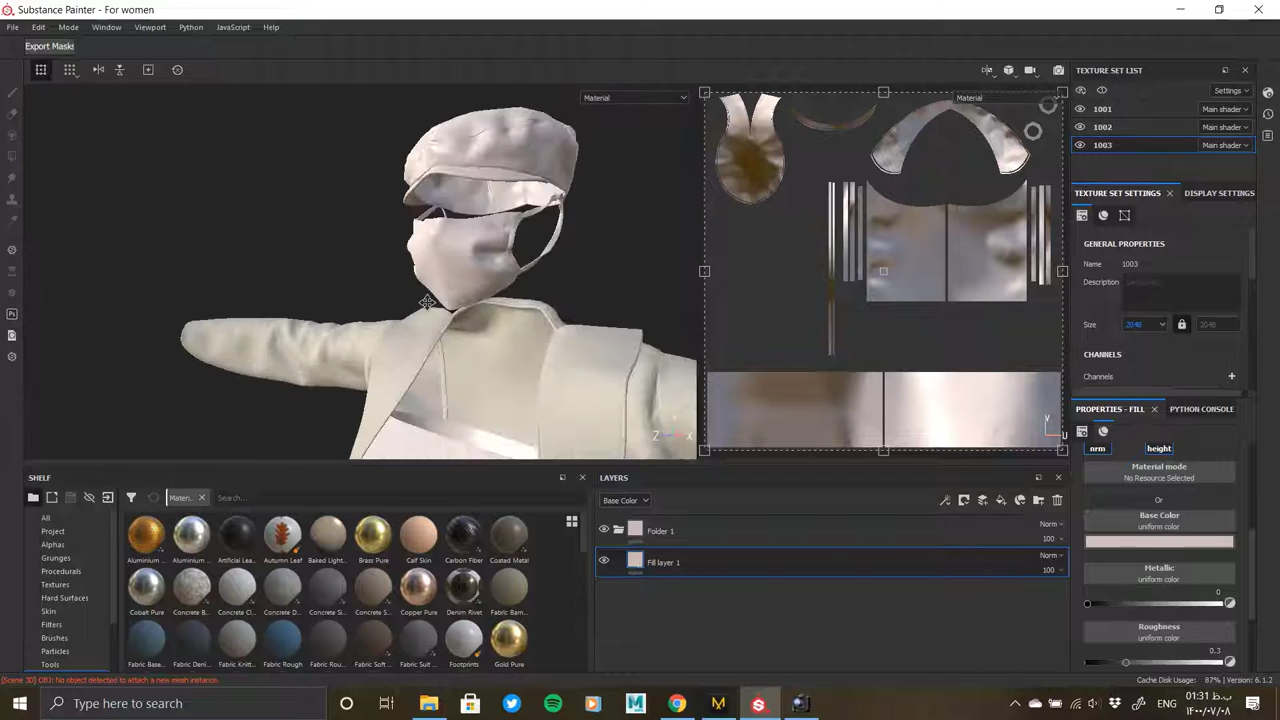 Substance Painter - For women
File Edit Mode Window Viewport Python JavaScript Help
Export Masks
Material
Material
TEXTURE SET LIST
Settings
1001 Main shader
1002 Main shader
1003 Main shader
TEXTURE SET SETTINGS DISPLAY SETTINGS
GENERAL PROPERTIES
Name 1003
Description
Size 2048 2048
CHANNELS
Channels
PROPERTIES - FILL PYTHON CONSOLE
nrm height
Material mode
No Resource Selected
Or
Base Color
uniform color
Metallic
uniform color
0
Roughness
uniform color
0.3
Z X
V
U
SHELF
Materi...
Search...
All
Project
Alphas
Grunges
Procedurals
Textures
Hard Surfaces
Skin
Filters
Brushes
Particles
Tools
Aluminium ... Aluminium ... Artificial Lea... Autumn Leaf Baked Light... Brass Pure Calf Skin Carbon Fiber Coated Metal
Cobalt Pure Concrete B... Concrete Cl... Concrete D... Concrete Si... Copper Pure Denim Rivet Fabric Barn...
Fabric Base... Fabric Deni... Fabric Knitt... Fabric Rough Fabric Rou... Fabric Soft ... Fabric Suit ... Footprints Gold Pure
LAYERS
Base Color
Folder 1 Norm
100
Fill layer 1 Norm
100
[Scene 3D] OBJ: No object detected to attach a new mesh instance.
Cache Disk Usage: 87% | Version: 6.1.2
Type here to search
ENG
01:31 ب.ظ
۱۴۰۰/۰۷/۰۸